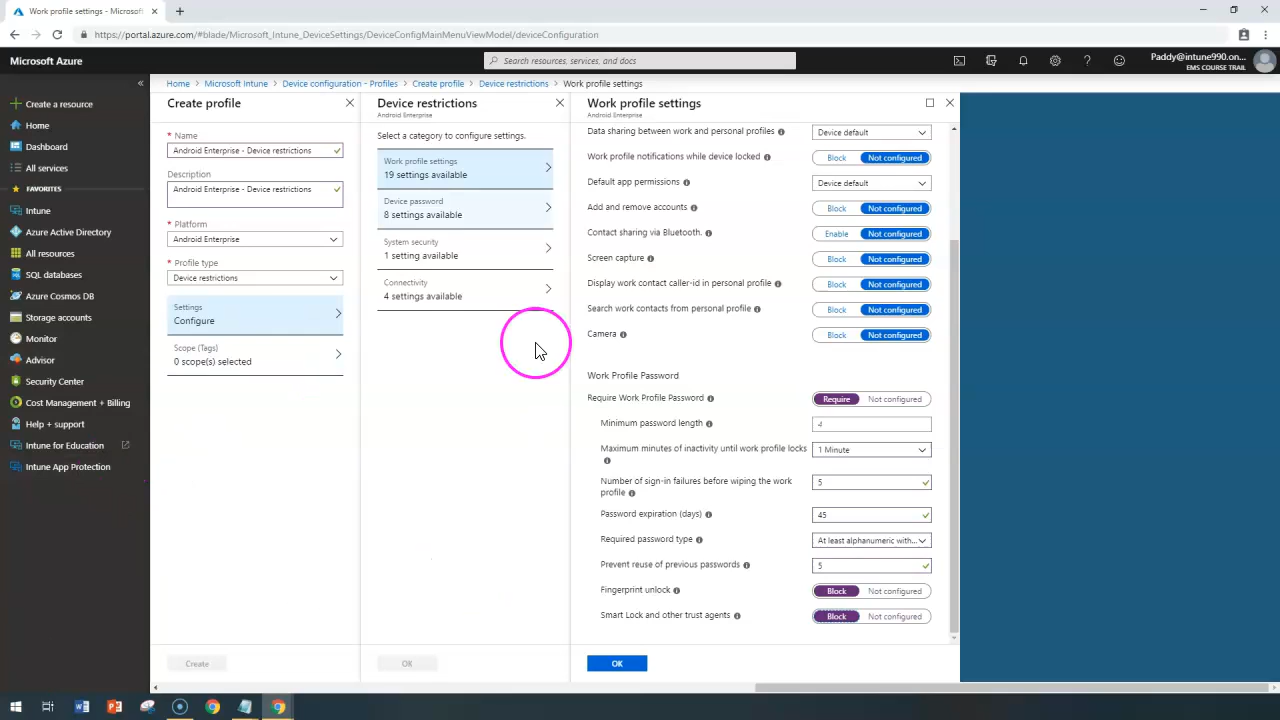 Work profile settings - Microsof
https://portal.azure.com/#blade/Microsoft_Intune_DeviceSettings/DeviceConfigMainMenuViewModel/deviceConfiguration
Microsoft Azure
Search resources, services, and docs
Paddy@intune990.on...
EMS COURSE TRAIL
Home
Microsoft Intune
Device configuration - Profiles
Create profile
Device restrictions
Work profile settings
Create a resource
Home
Dashboard
All services
FAVORITES
Intune
Azure Active Directory
All resources
SQL databases
Azure Cosmos DB
Storage accounts
Monitor
Advisor
Security Center
Cost Management + Billing
Help + support
Intune for Education
Intune App Protection
Create profile
* Name
Android Enterprise - Device restrictions
Description
Android Enterprise - Device restrictions
* Platform
Android Enterprise
* Profile type
Device restrictions
Settings
Configure
Scope (Tags)
0 scope(s) selected
Create
Device restrictions
Android Enterprise
Select a category to configure settings.
Work profile settings
19 settings available
Device password
8 settings available
System security
1 setting available
Connectivity
4 settings available
OK
Work profile settings
Android Enterprise
Data sharing between work and personal profiles Device default
Work profile notifications while device locked Block Not configured
Default app permissions Device default
Add and remove accounts Block Not configured
Contact sharing via Bluetooth. Enable Not configured
Screen capture Block Not configured
Display work contact caller-id in personal profile Block Not configured
Search work contacts from personal profile Block Not configured
Camera Block Not configured
Work Profile Password
Require Work Profile Password Require Not configured
Minimum password length 4
Maximum minutes of inactivity until work profile locks 1 Minute
Number of sign-in failures before wiping the work 5
profile
Password expiration (days) 45
Required password type At least alphanumeric with...
Prevent reuse of previous passwords 5
Fingerprint unlock Block Not configured
Smart Lock and other trust agents Block Not configured
OK